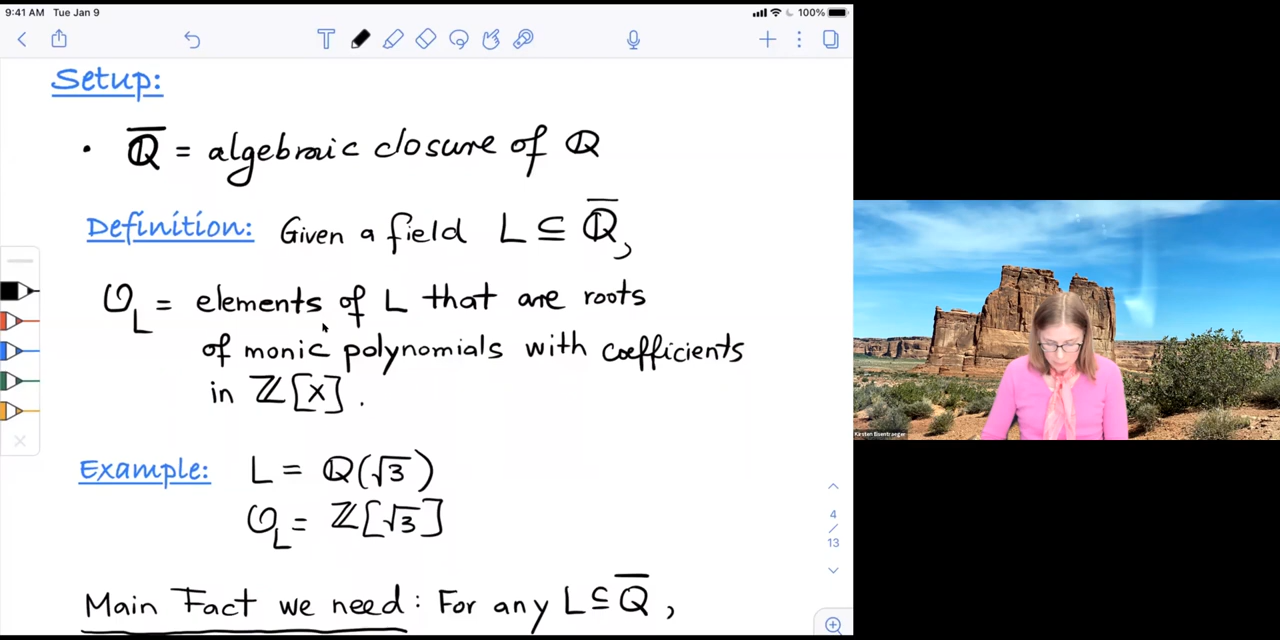 9:41 AM Tue Jan 9
100%
Setup:
• Q̅ = algebraic closure of ℚ
Definition: Given a field L ⊆ Q̅,
O_L = elements of L that are roots
of monic polynomials with coefficients
in ℤ[x].
Example: L = ℚ(√3)
O_L = ℤ[√3]
Main Fact we need: For any L ⊆ Q̅,
4
/
13
Kirsten Eisentraeger